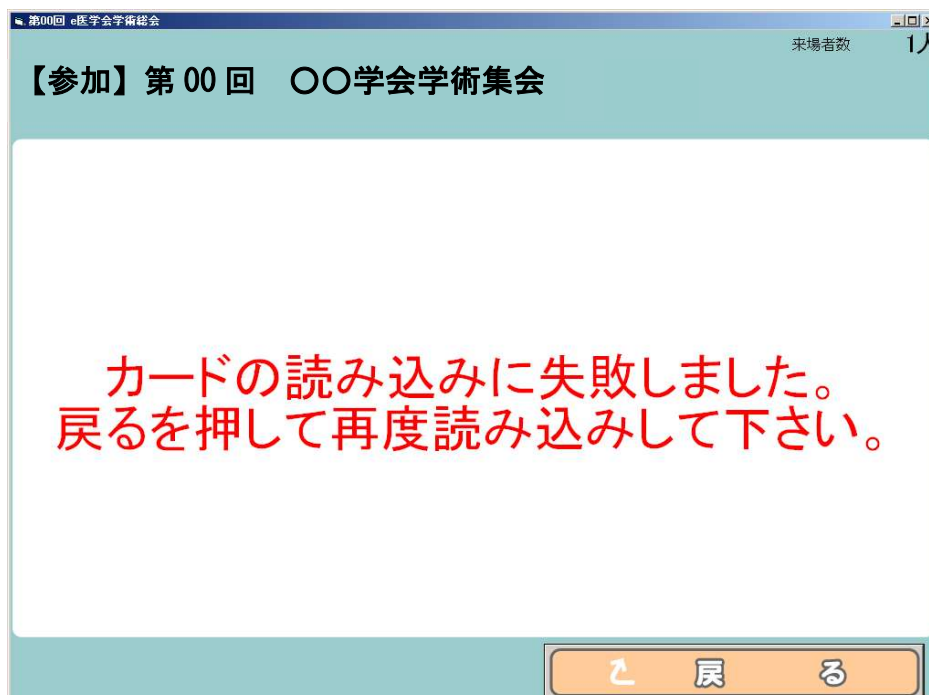 第00回 e医学会学術総会
来場者数 1人
【参加】第00回 〇〇学会学術集会
カードの読み込みに失敗しました。
戻るを押して再度読み込みして下さい。
戻る